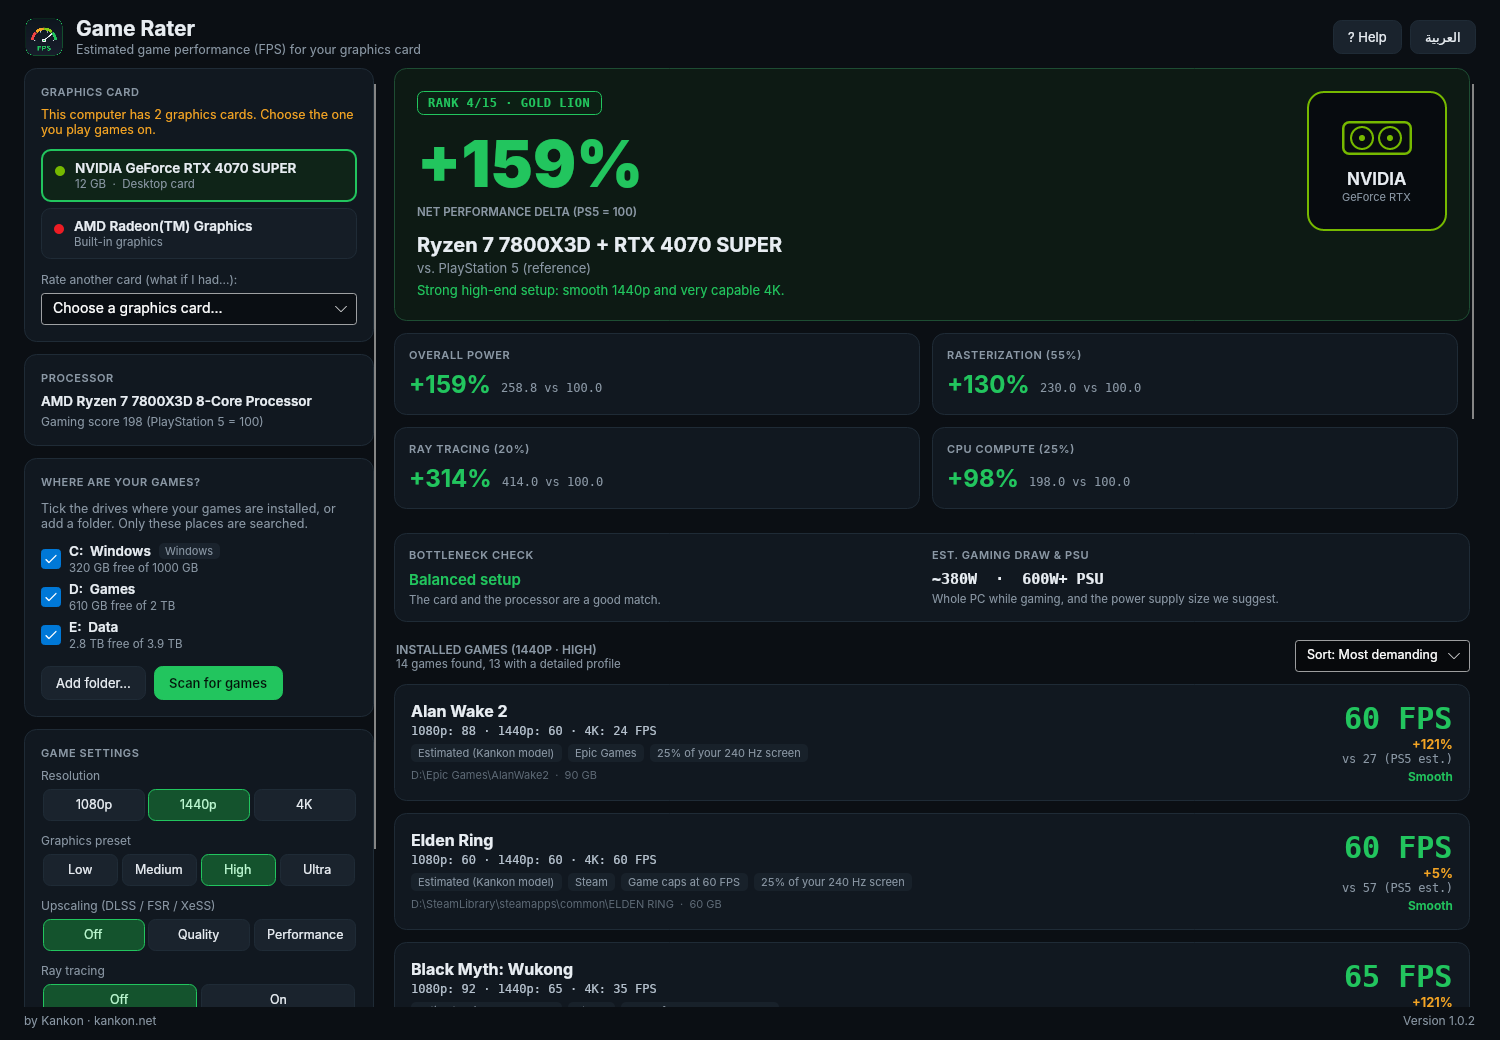 FPS
Game Rater
Estimated game performance (FPS) for your graphics card
? Help
العربية
GRAPHICS CARD
This computer has 2 graphics cards. Choose the one
you play games on.
NVIDIA GeForce RTX 4070 SUPER
12 GB · Desktop card
AMD Radeon(TM) Graphics
Built-in graphics
Rate another card (what if I had...):
Choose a graphics card...
PROCESSOR
AMD Ryzen 7 7800X3D 8-Core Processor
Gaming score 198 (PlayStation 5 = 100)
WHERE ARE YOUR GAMES?
Tick the drives where your games are installed, or
add a folder. Only these places are searched.
C: Windows Windows
320 GB free of 1000 GB
D: Games
610 GB free of 2 TB
E: Data
2.8 TB free of 3.9 TB
Add folder... Scan for games
GAME SETTINGS
Resolution
1080p 1440p 4K
Graphics preset
Low Medium High Ultra
Upscaling (DLSS / FSR / XeSS)
Off Quality Performance
Ray tracing
Off On
RANK 4/15 · GOLD LION
+159%
NET PERFORMANCE DELTA (PS5 = 100)
Ryzen 7 7800X3D + RTX 4070 SUPER
vs. PlayStation 5 (reference)
Strong high-end setup: smooth 1440p and very capable 4K.
NVIDIA
GeForce RTX
OVERALL POWER
+159% 258.8 vs 100.0
RASTERIZATION (55%)
+130% 230.0 vs 100.0
RAY TRACING (20%)
+314% 414.0 vs 100.0
CPU COMPUTE (25%)
+98% 198.0 vs 100.0
BOTTLENECK CHECK
Balanced setup
The card and the processor are a good match.
EST. GAMING DRAW & PSU
~380W · 600W+ PSU
Whole PC while gaming, and the power supply size we suggest.
INSTALLED GAMES (1440P · HIGH)
14 games found, 13 with a detailed profile
Sort: Most demanding
Alan Wake 2
1080p: 88 · 1440p: 60 · 4K: 24 FPS
Estimated (Kankon model) Epic Games 25% of your 240 Hz screen
D:\Epic Games\AlanWake2 · 90 GB
60 FPS
+121%
vs 27 (PS5 est.)
Smooth
Elden Ring
1080p: 60 · 1440p: 60 · 4K: 60 FPS
Estimated (Kankon model) Steam Game caps at 60 FPS 25% of your 240 Hz screen
D:\SteamLibrary\steamapps\common\ELDEN RING · 60 GB
60 FPS
+5%
vs 57 (PS5 est.)
Smooth
Black Myth: Wukong
1080p: 92 · 1440p: 65 · 4K: 35 FPS
65 FPS
+121%
by Kankon · kankon.net
Version 1.0.2